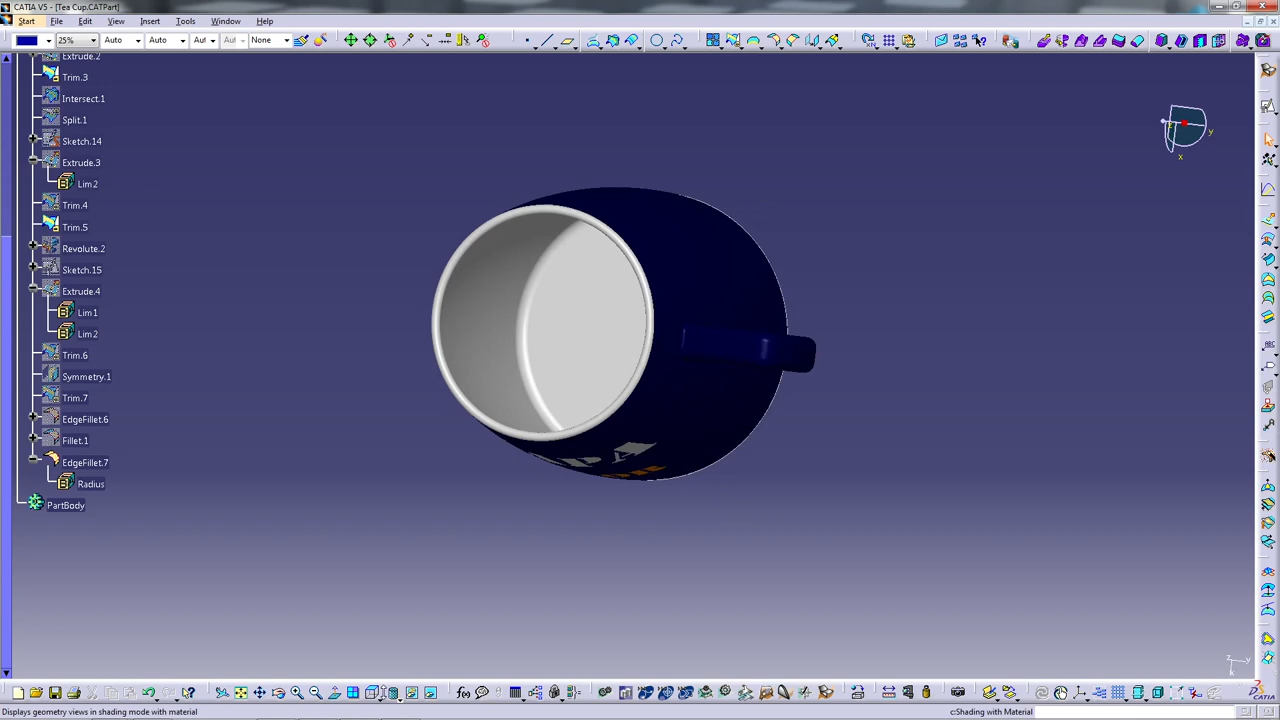 CATIA V5 - [Tea Cup.CATPart]
Start File Edit View Insert Tools Window Help
25% Auto Auto Aut Aut None
Extrude.2
Trim.3
Intersect.1
Split.1
Sketch.14
Extrude.3
Lim2
Trim.4
Trim.5
Revolute.2
Sketch.15
Extrude.4
Lim1
Lim2
Trim.6
Symmetry.1
Trim.7
EdgeFillet.6
Fillet.1
EdgeFillet.7
Radius
PartBody
y
x
ABC
z y
x
f(x)
CATIA
Displays geometry views in shading mode with material
c:Shading with Material